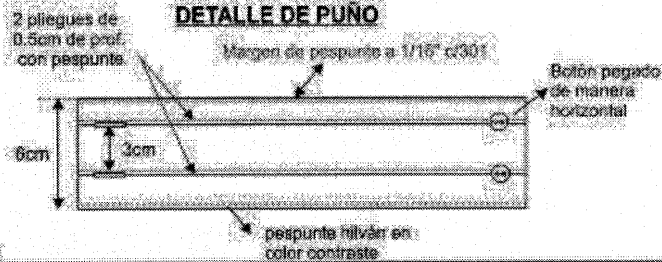 DETALLE DE PUÑO
2 pliegues de
0.5cm de prof.
con pespunte
Margen de pespunte a 1/16" c/301
Botón pegado
de manera
horizontal
6cm
3cm
pespunte hilván en
color contraste